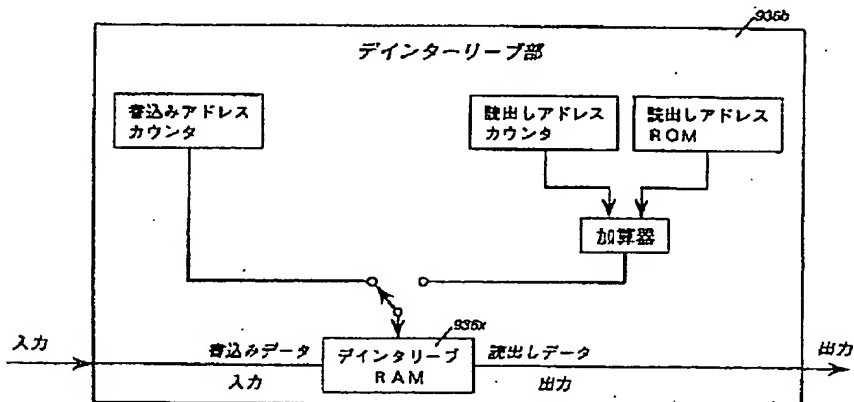 936b
デインターリーブ部
書込みアドレス
カウンタ
読出しアドレス
カウンタ
読出しアドレス
ROM
加算器
936x
入力
書込みデータ
入力
デインタリーブ
RAM
読出しデータ
出力
出力